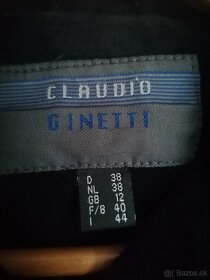 CLAUDIO
GINETTI
D 38
NL 38
GB 12
F/B 40
I 44
Bazos.sk